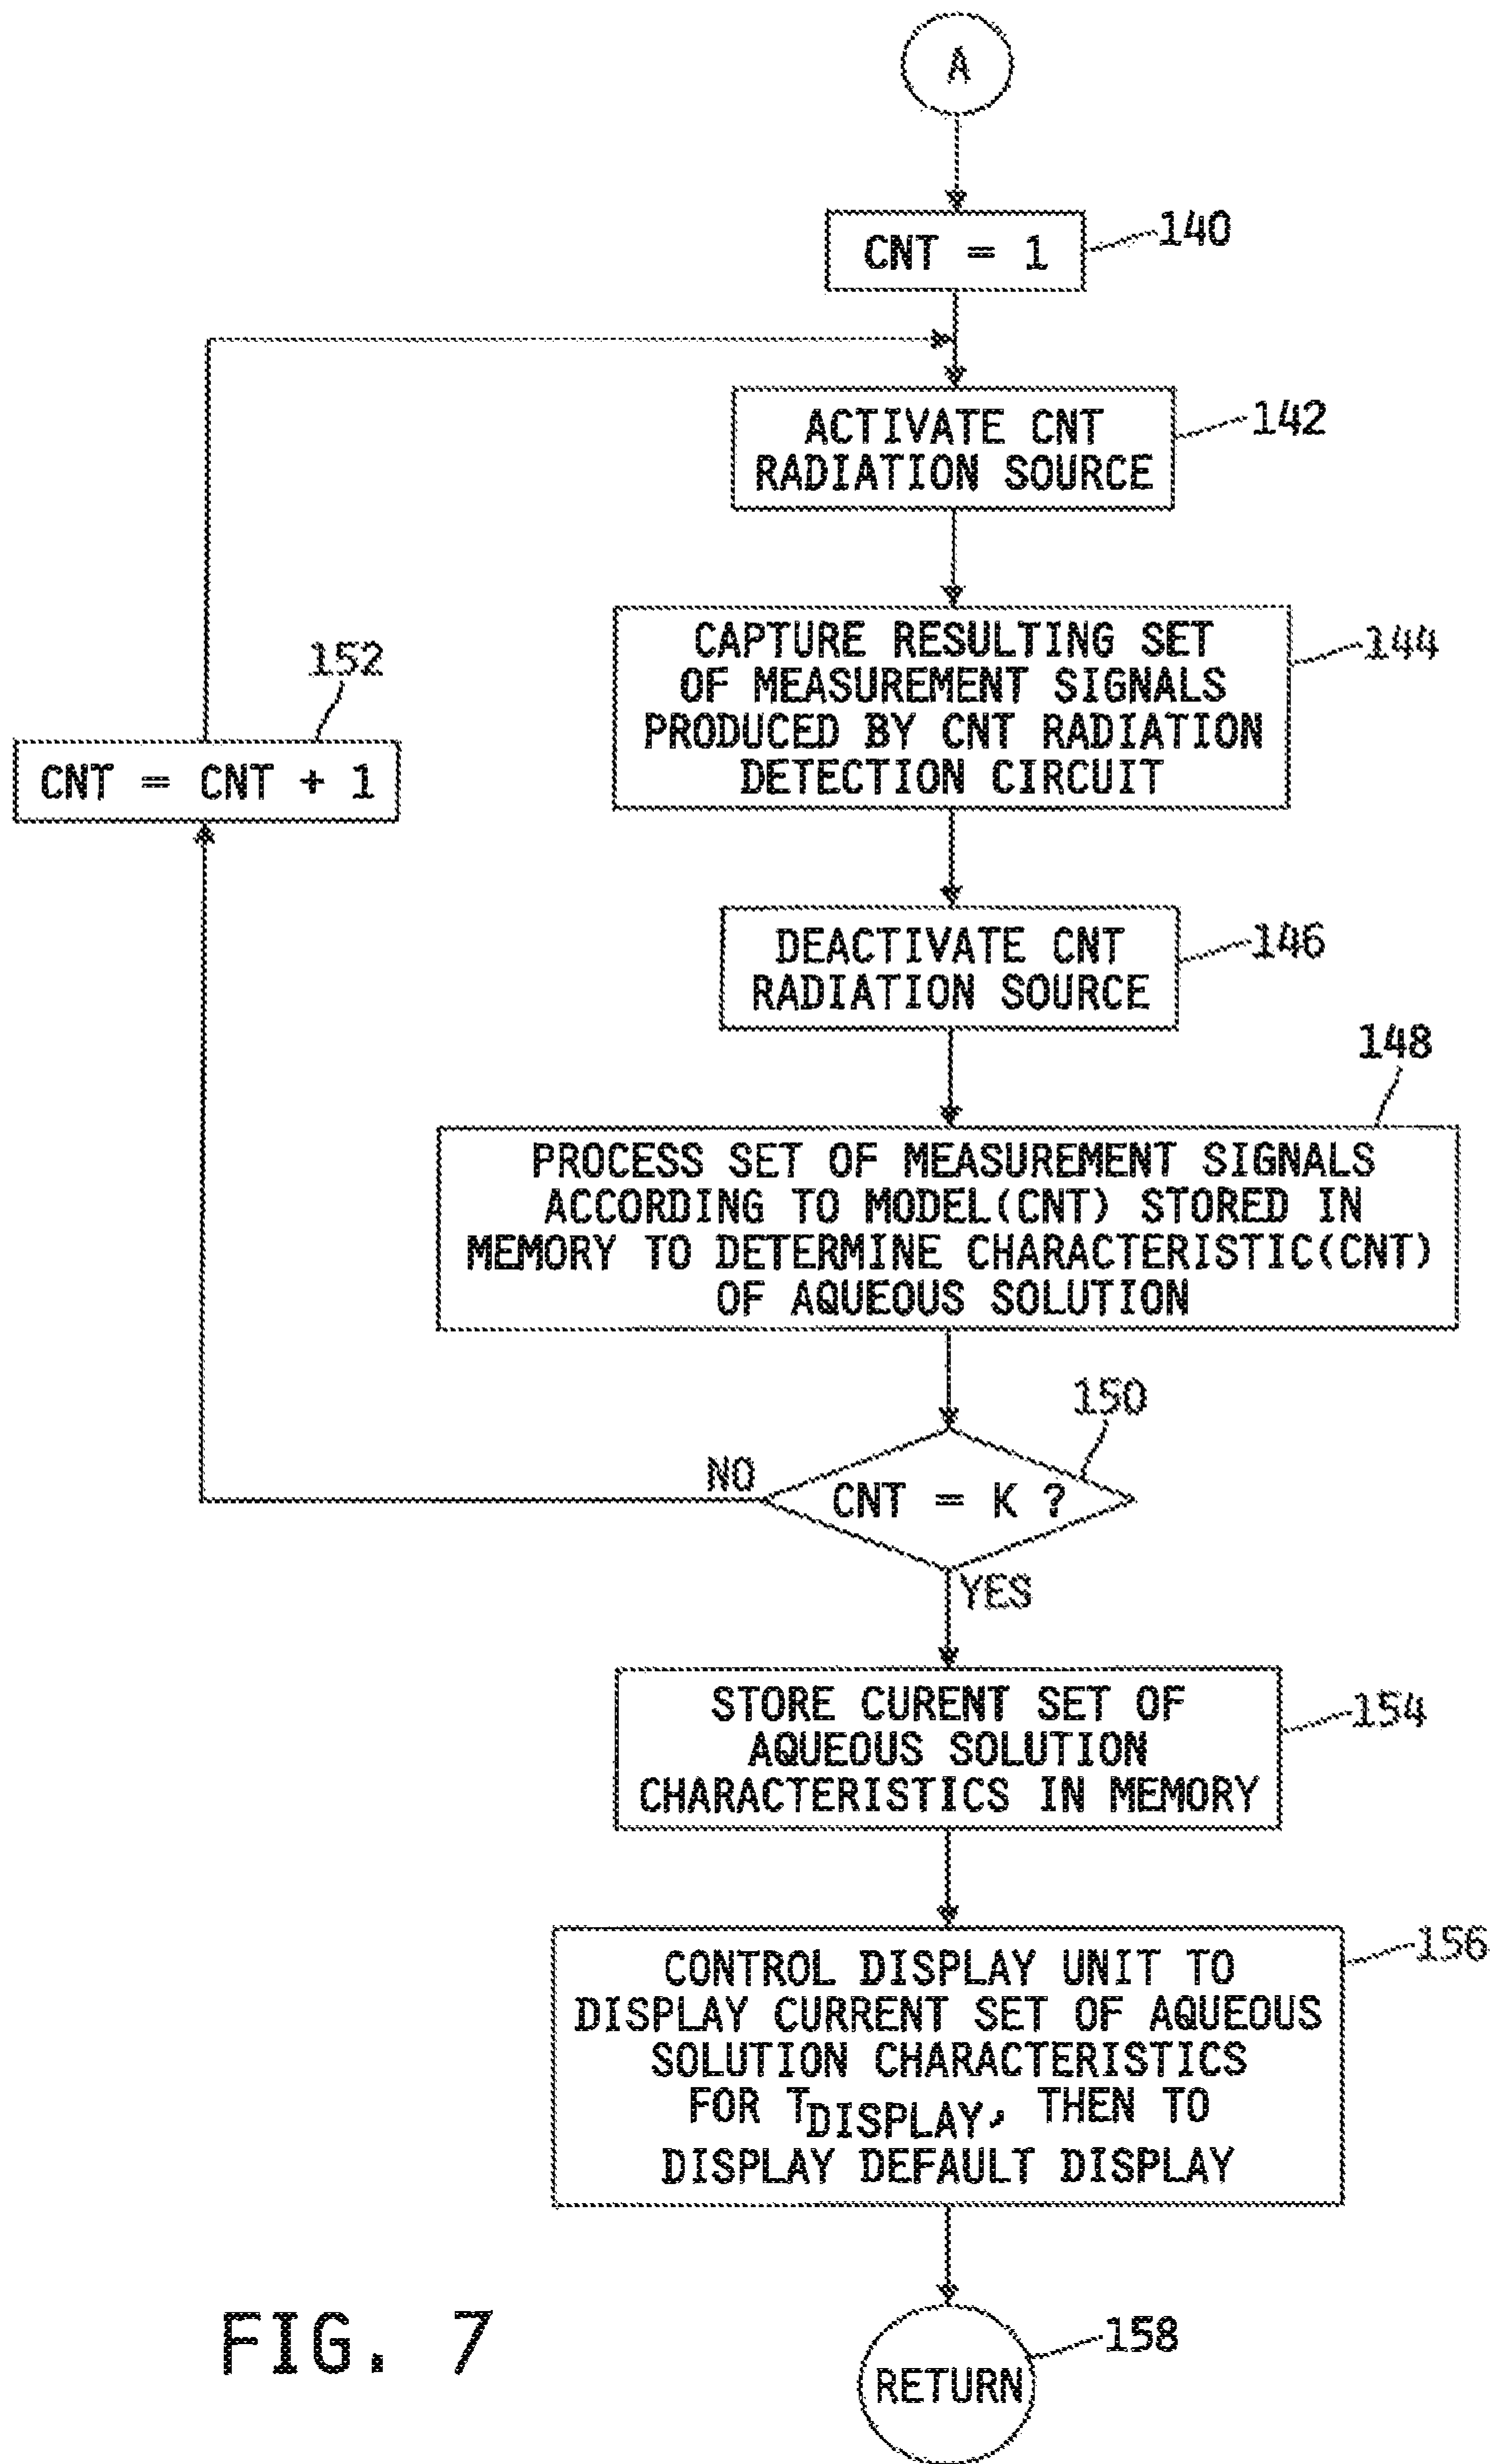 A
CNT = 1
140
ACTIVATE CNT
RADIATION SOURCE
142
CAPTURE RESULTING SET
OF MEASUREMENT SIGNALS
PRODUCED BY CNT RADIATION
DETECTION CIRCUIT
144
152
CNT = CNT + 1
DEACTIVATE CNT
RADIATION SOURCE
146
148
PROCESS SET OF MEASUREMENT SIGNALS
ACCORDING TO MODEL(CNT) STORED IN
MEMORY TO DETERMINE CHARACTERISTIC(CNT)
OF AQUEOUS SOLUTION
150
NO
CNT = K ?
YES
STORE CURENT SET OF
AQUEOUS SOLUTION
CHARACTERISTICS IN MEMORY
154
CONTROL DISPLAY UNIT TO
DISPLAY CURRENT SET OF AQUEOUS
SOLUTION CHARACTERISTICS
FOR TDISPLAY, THEN TO
DISPLAY DEFAULT DISPLAY
156
RETURN
158
FIG. 7